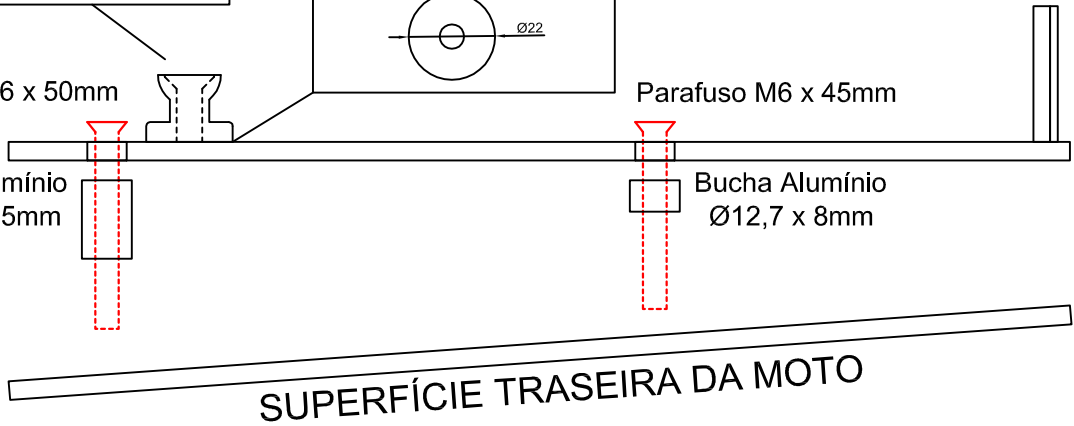 Ø22
6 x 50mm
Parafuso M6 x 45mm
mínio
5mm
Bucha Alumínio
Ø12,7 x 8mm
SUPERFÍCIE TRASEIRA DA MOTO